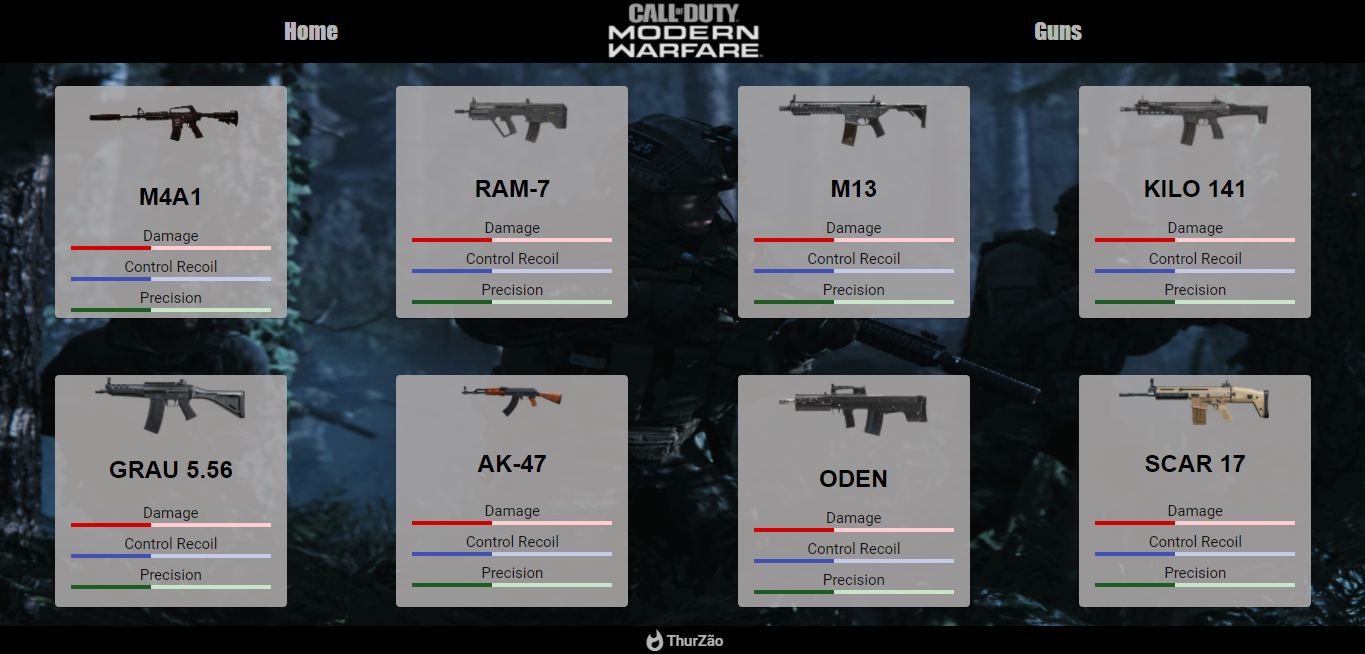 Home
CALL OF DUTY
MODERN
WARFARE
Guns
M4A1
Damage
Control Recoil
Precision
RAM-7
Damage
Control Recoil
Precision
M13
Damage
Control Recoil
Precision
KILO 141
Damage
Control Recoil
Precision
GRAU 5.56
Damage
Control Recoil
Precision
AK-47
Damage
Control Recoil
Precision
ODEN
Damage
Control Recoil
Precision
SCAR 17
Damage
Control Recoil
Precision
ThurZão